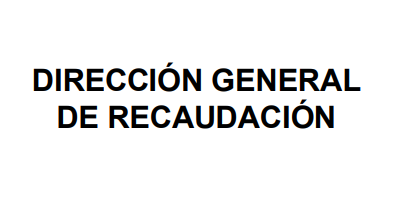 DIRECCIÓN GENERAL
DE RECAUDACIÓN